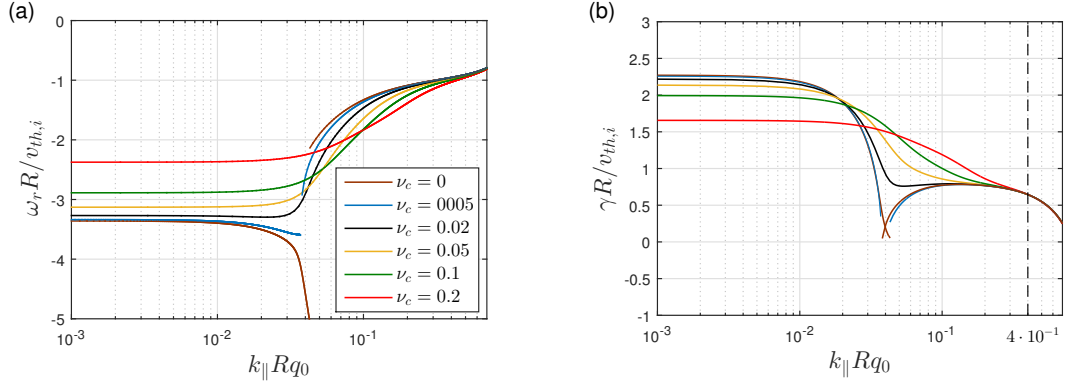 (a)
0
-1
-2
-3
-4
-5
ω_r R/v_{th,i}
ν_c = 0
ν_c = 0005
ν_c = 0.02
ν_c = 0.05
ν_c = 0.1
ν_c = 0.2
10^{-3}
10^{-2}
10^{-1}
k_∥Rq_0
(b)
3
2.5
2
1.5
1
0.5
0
-0.5
-1
γR/v_{th,i}
10^{-3}
10^{-2}
10^{-1}
4 · 10^{-1}
k_∥Rq_0